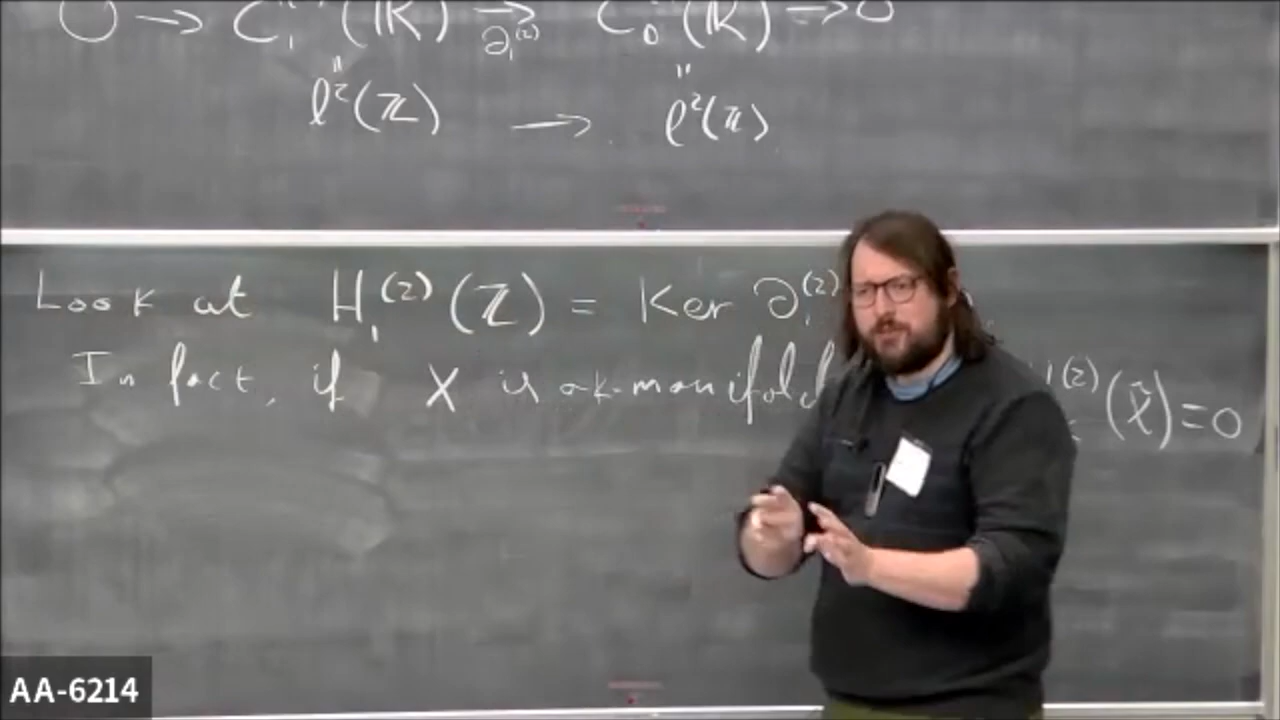 0 → C₁ (ℝ) →∂₁⁽²⁾ C₀ (ℝ) → 0
" "
ℓ²(ℤ) → ℓ²(ℤ)
Look at H₁⁽²⁾(ℤ) = Ker ∂₁⁽²⁾
In fact, if X is a k-manifold ⁽²⁾(X̃)=0
AA-6214